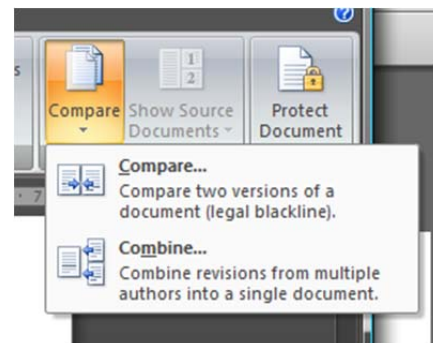 s
1
2
Compare Show Source Protect
Documents Document
7
Compare...
Compare two versions of a
document (legal blackline).
Combine...
Combine revisions from multiple
authors into a single document.